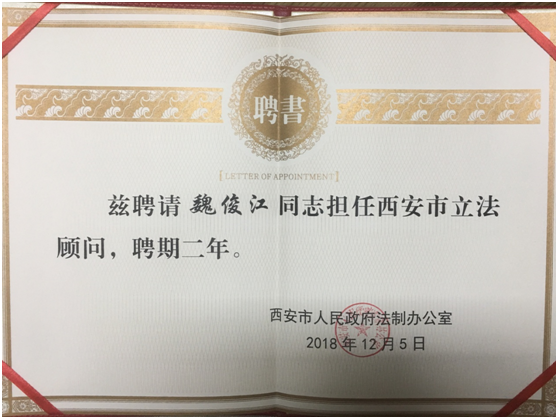 聘書
【LETTER OF APPOINTMENT】
兹聘请 魏俊江 同志担任西安市立法
顾问，聘期二年。
西安市人民政府法制办公室
2018年12月5日